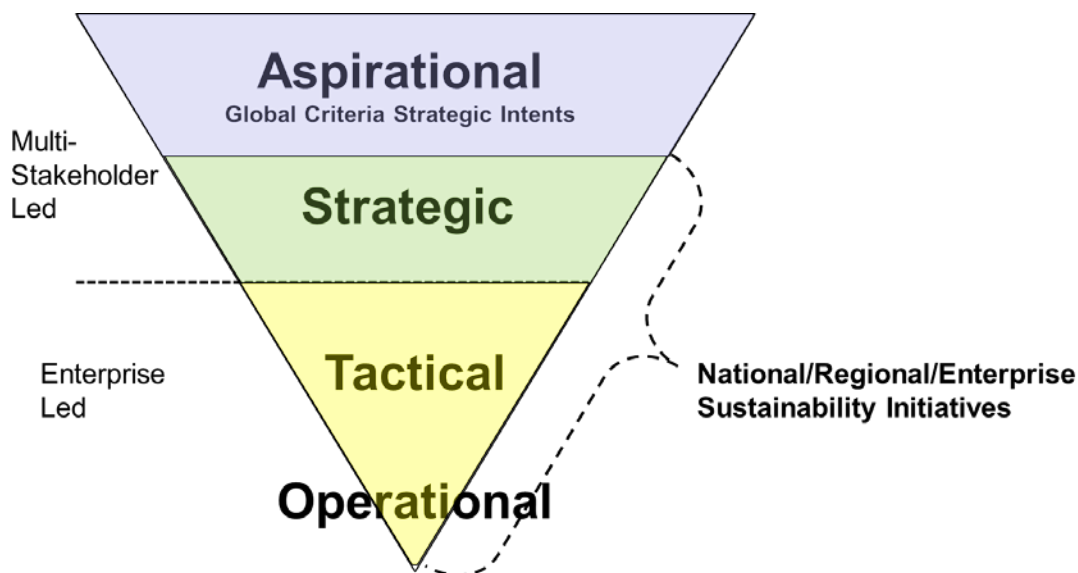 Aspirational
Global Criteria Strategic Intents
Multi-
Stakeholder
Led
Strategic
Tactical
Enterprise
Led
National/Regional/Enterprise
Sustainability Initiatives
Operational